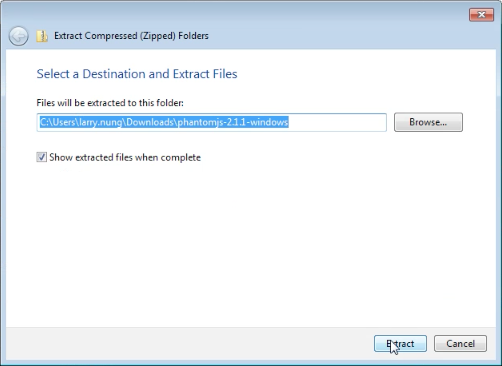 Extract Compressed (Zipped) Folders
Select a Destination and Extract Files
Files will be extracted to this folder:
C:\Users\larry.nung\Downloads\phantomjs-2.1.1-windows
Browse...
Show extracted files when complete
Extract
Cancel